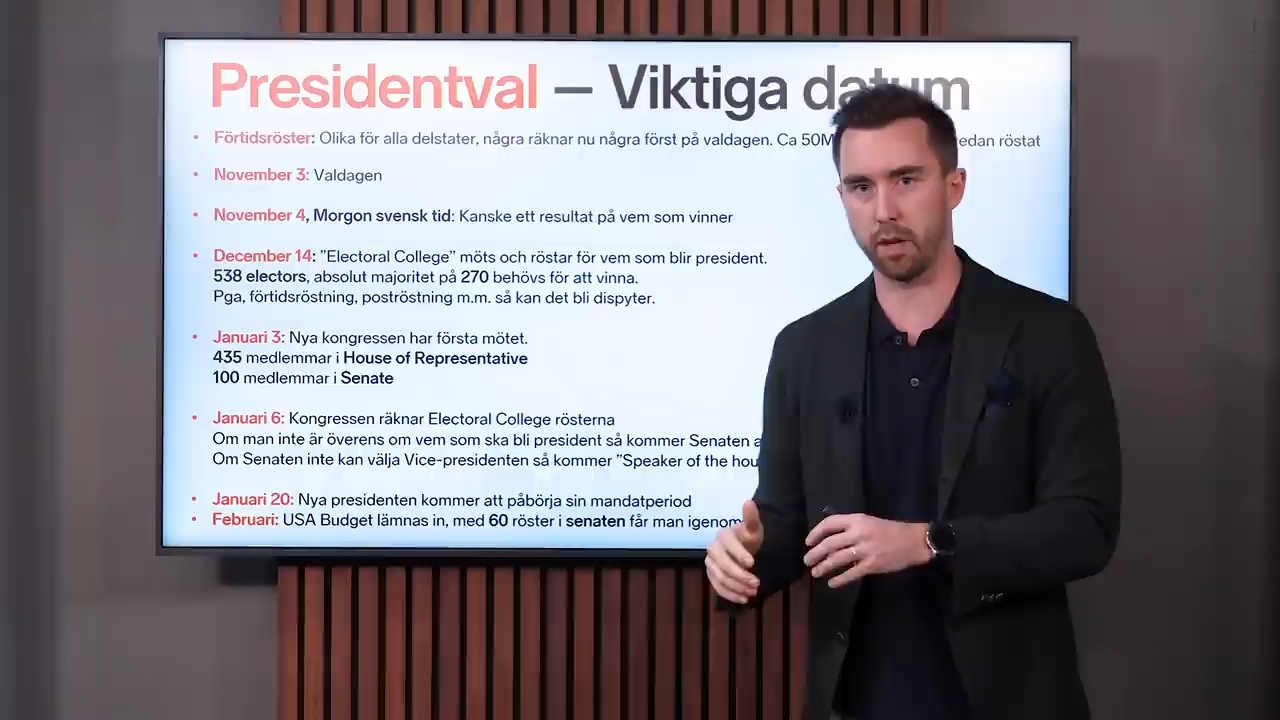 Presidentval – Viktiga datum
• Förtidsröster: Olika för alla delstater, några räknar nu några först på valdagen. Ca 50M edan röstat
• November 3: Valdagen
• November 4, Morgon svensk tid: Kanske ett resultat på vem som vinner
• December 14: ”Electoral College” möts och röstar för vem som blir president.
538 electors, absolut majoritet på 270 behövs för att vinna.
Pga, förtidsröstning, poströstning m.m. så kan det bli dispyter.
• Januari 3: Nya kongressen har första mötet.
435 medlemmar i House of Representative
100 medlemmar i Senate
• Januari 6: Kongressen räknar Electoral College rösterna
Om man inte är överens om vem som ska bli president så kommer Senaten
Om Senaten inte kan välja Vice-presidenten så kommer ”Speaker of the hou
• Januari 20: Nya presidenten kommer att påbörja sin mandatperiod
• Februari: USA Budget lämnas in, med 60 röster i senaten får man igenom